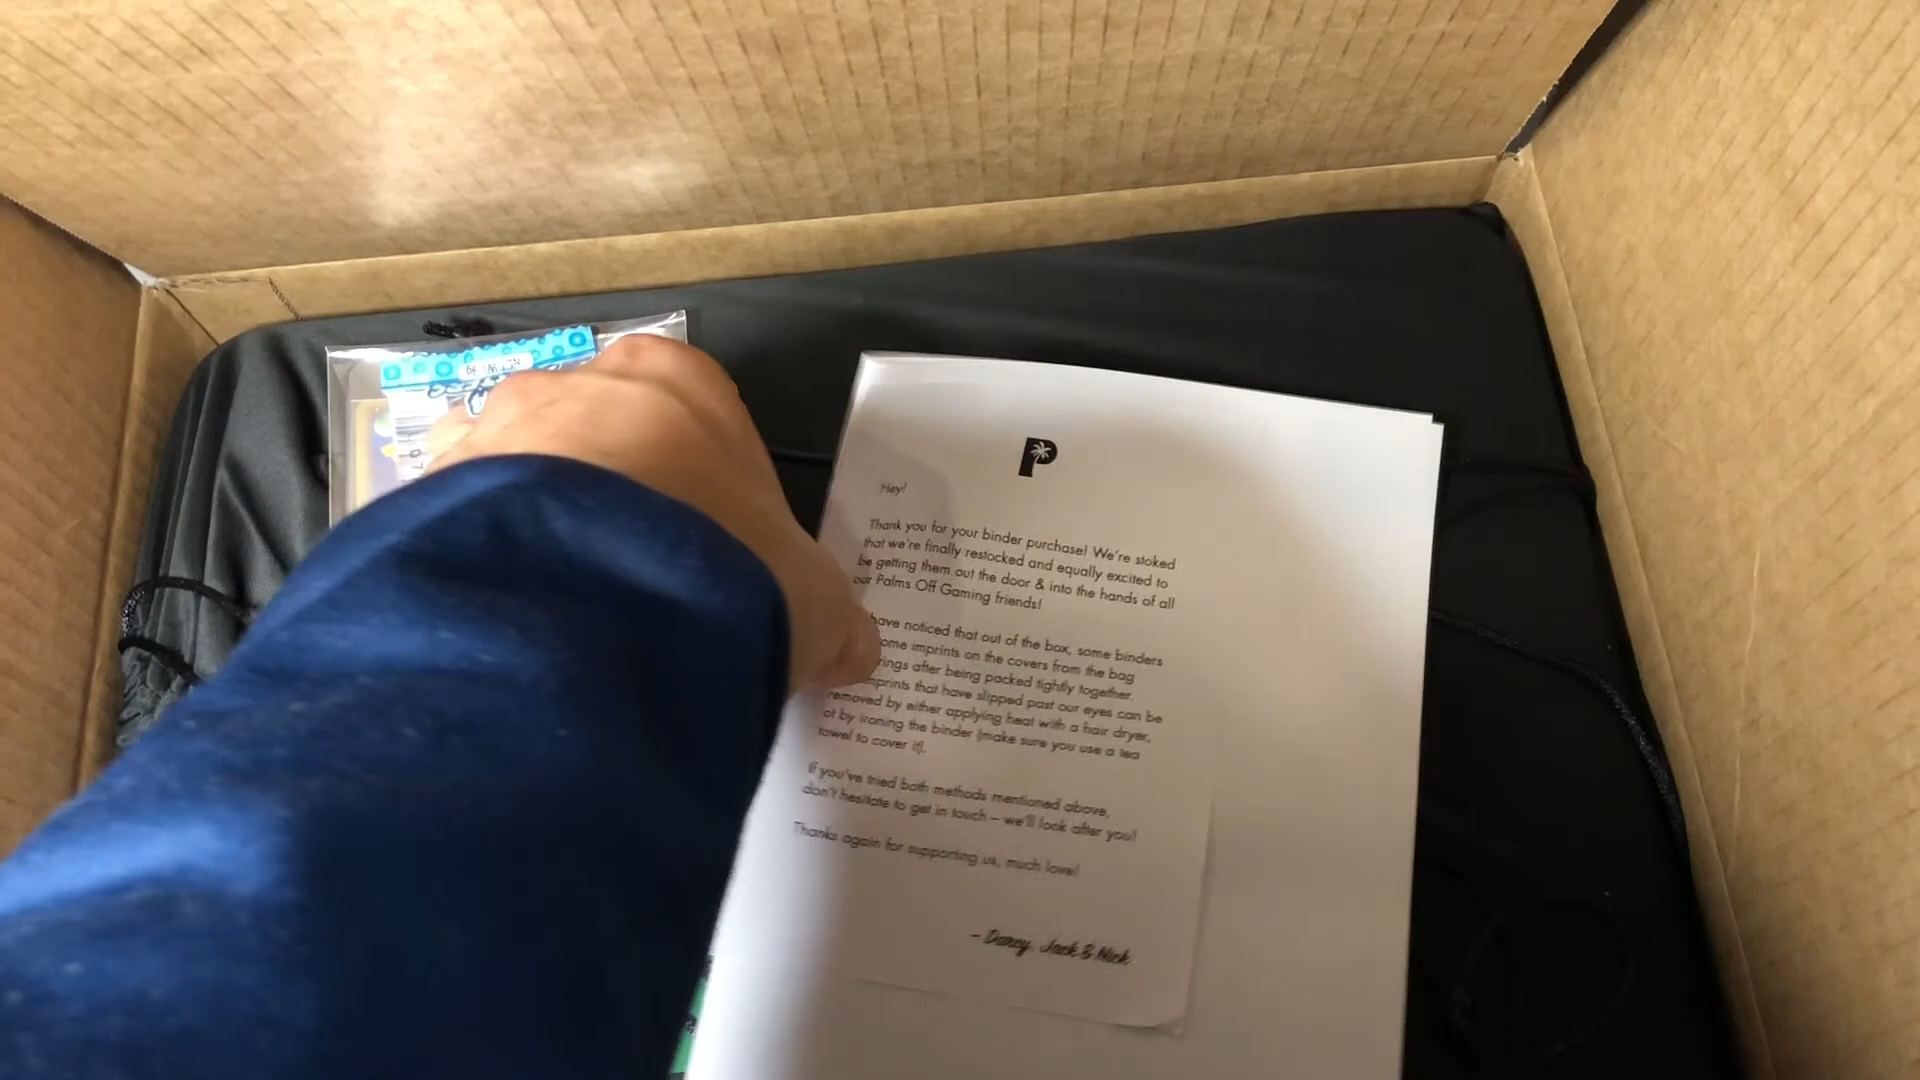 P
Hey!
Thank you for your binder purchase! We're stoked
that we're finally restocked and equally excited to
be getting them out the door & into the hands of all
our Palms Off Gaming friends!
have noticed that out of the box, some binders
some imprints on the covers from the bag
rings after being packed tightly together.
imprints that have slipped past our eyes can be
removed by either applying heat with a hair dryer,
or by ironing the binder (make sure you use a tea
towel to cover it).
If you've tried both methods mentioned above,
don't hesitate to get in touch – we'll look after you!
Thanks again for supporting us, much love!
– Darcy, Jack & Nick